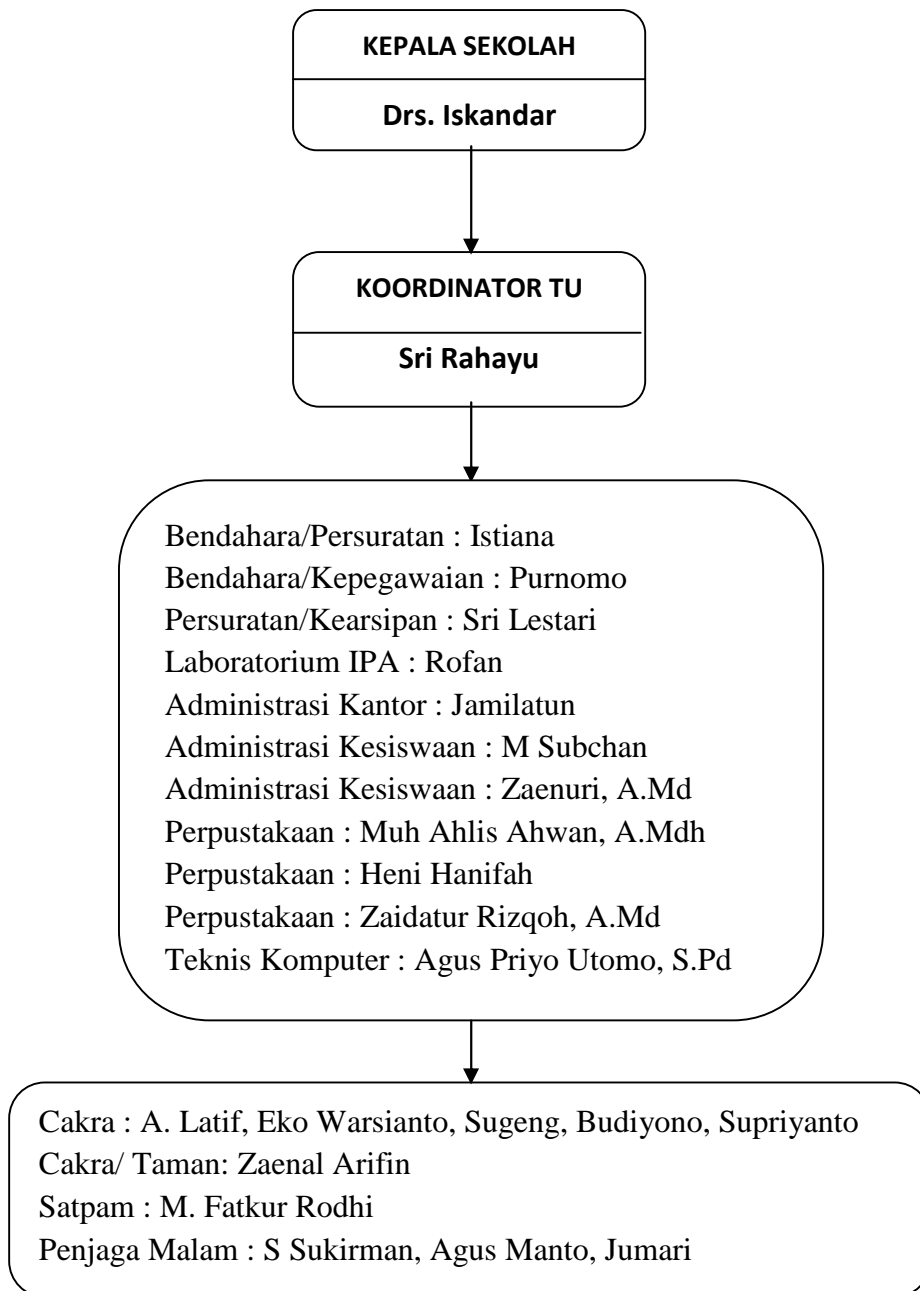 KEPALA SEKOLAH
Drs. Iskandar
KOORDINATOR TU
Sri Rahayu
Bendahara/Persuratan : Istiana
Bendahara/Kepegawaian : Purnomo
Persuratan/Kearsipan : Sri Lestari
Laboratorium IPA : Rofan
Administrasi Kantor : Jamilatun
Administrasi Kesiswaan : M Subchan
Administrasi Kesiswaan : Zaenuri, A.Md
Perpustakaan : Muh Ahlis Ahwan, A.Mdh
Perpustakaan : Heni Hanifah
Perpustakaan : Zaidatur Rizqoh, A.Md
Teknis Komputer : Agus Priyo Utomo, S.Pd
Cakra : A. Latif, Eko Warsianto, Sugeng, Budiyono, Supriyanto
Cakra/ Taman: Zaenal Arifin
Satpam : M. Fatkur Rodhi
Penjaga Malam : S Sukirman, Agus Manto, Jumari